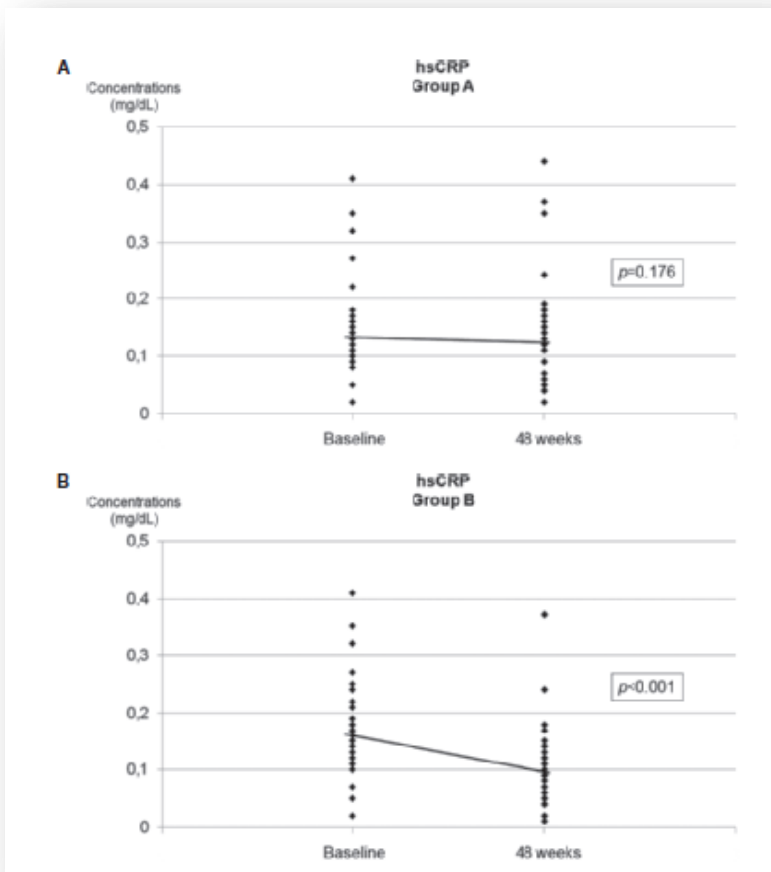 A
hsCRP
Group A
Concentrations
(mg/dL)
0,5
0,4
0,3
0,2
0,1
0
p=0.176
Baseline 48 weeks
B
hsCRP
Group B
Concentrations
(mg/dL)
0,5
0,4
0,3
0,2
0,1
0
p<0.001
Baseline 48 weeks